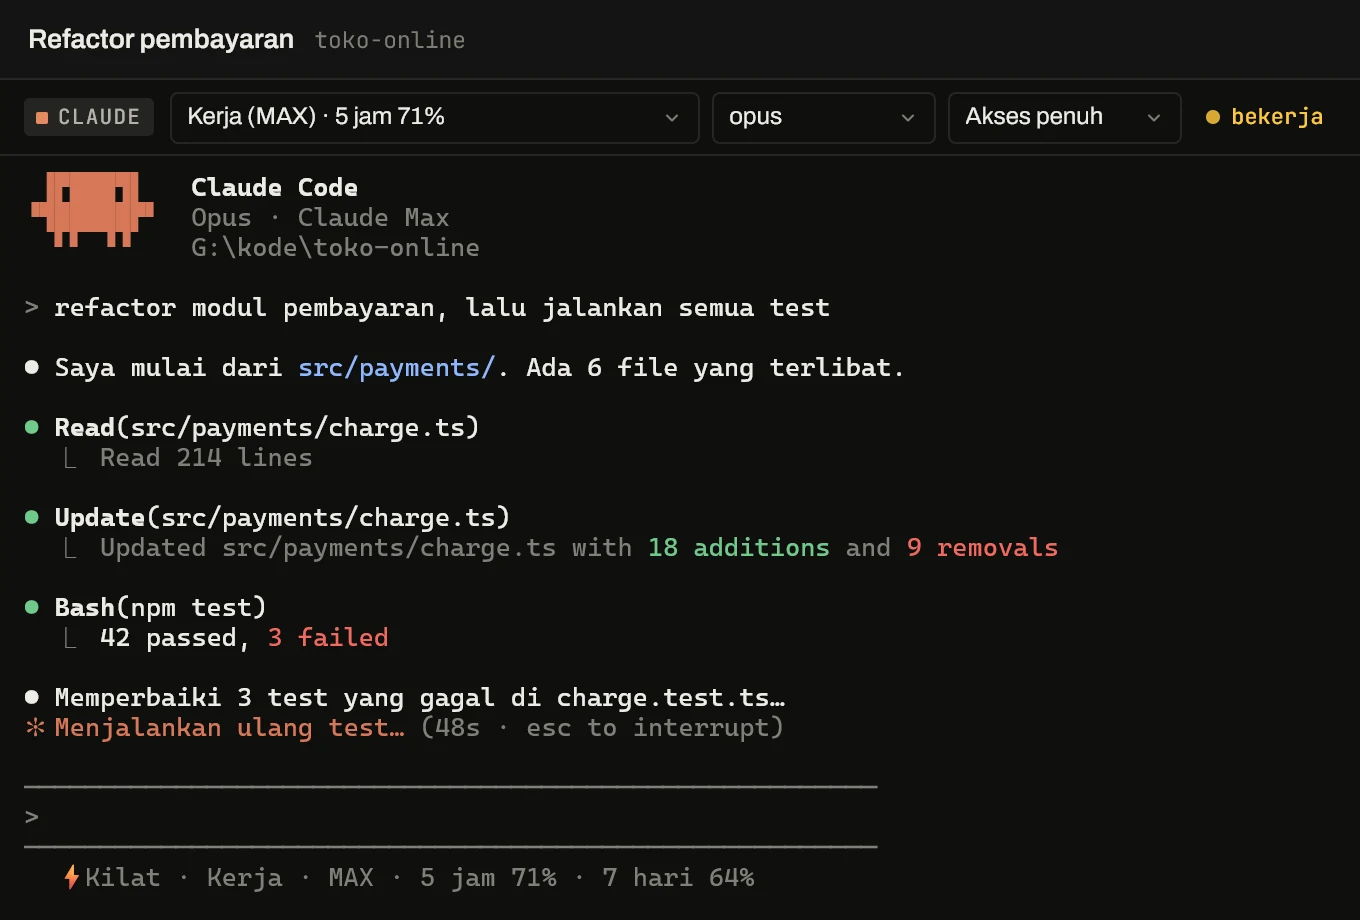 Refactor pembayaran toko-online
CLAUDE Kerja (MAX) · 5 jam 71% opus Akses penuh bekerja
Claude Code
Opus · Claude Max
G:\kode\toko-online
> refactor modul pembayaran, lalu jalankan semua test
● Saya mulai dari src/payments/. Ada 6 file yang terlibat.
● Read(src/payments/charge.ts)
⎿ Read 214 lines
● Update(src/payments/charge.ts)
⎿ Updated src/payments/charge.ts with 18 additions and 9 removals
● Bash(npm test)
⎿ 42 passed, 3 failed
● Memperbaiki 3 test yang gagal di charge.test.ts…
✻ Menjalankan ulang test… (48s · esc to interrupt)
>
⚡Kilat · Kerja · MAX · 5 jam 71% · 7 hari 64%